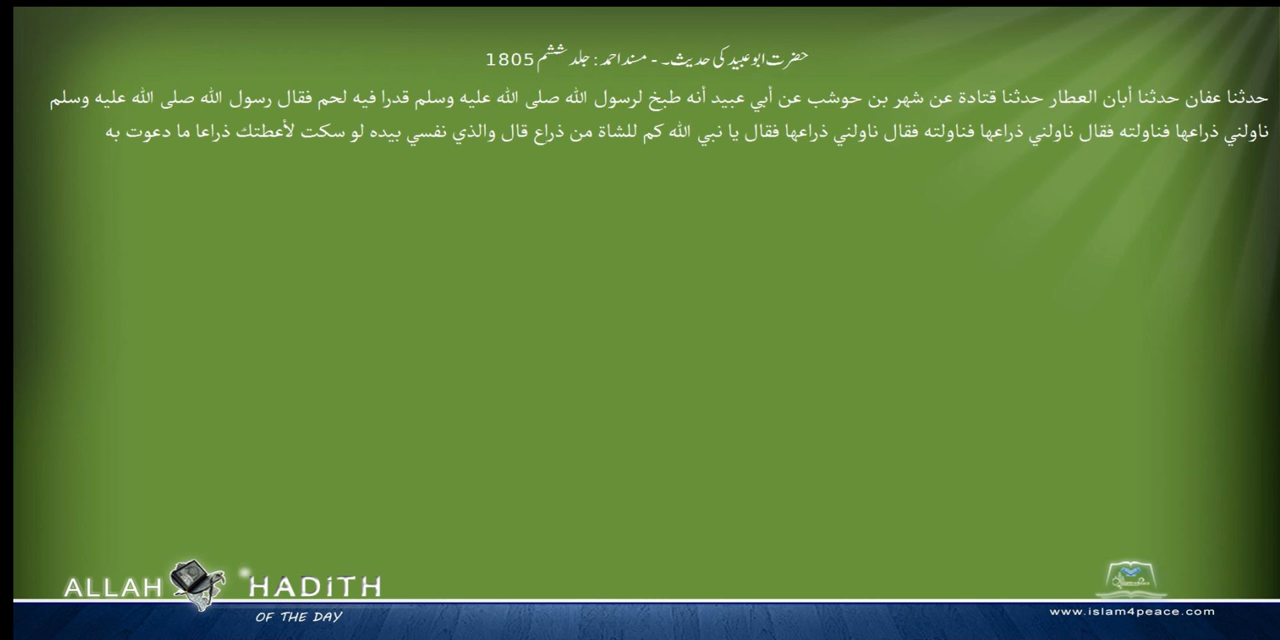 حضرت ابو عبید کی حدیث۔ - مسند احمد : جلد ششم 1805
حدثنا عفان حدثنا أبان العطار حدثنا قتادة عن شهر بن حوشب عن أبي عبيد أنه طبخ لرسول الله صلى الله عليه وسلم قدرا فيه لحم فقال رسول الله صلى الله عليه وسلم
ناولني ذراعها فناولته فقال ناولني ذراعها فناولته فقال ناولني ذراعها فقال يا نبي الله كم للشاة من ذراع قال والذي نفسي بيده لو سكت لأعطتك ذراعا ما دعوت به
ALLAH HADITH
OF THE DAY
www.islam4peace.com